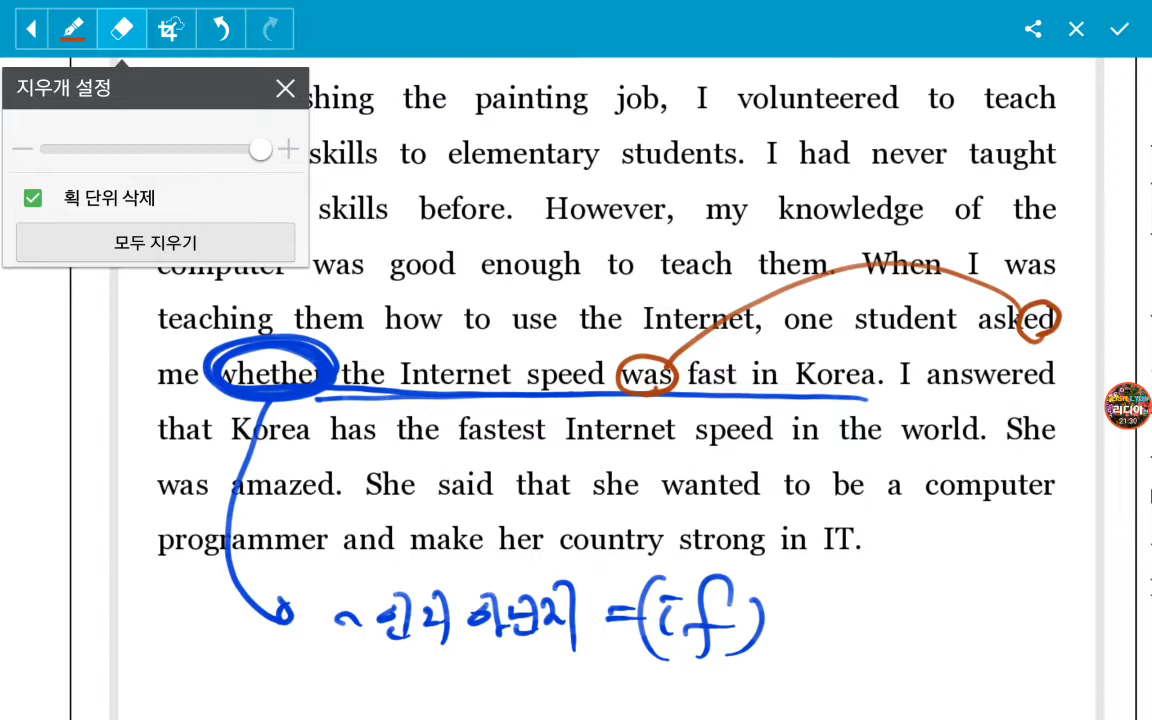 지우개 설정
획 단위 삭제
모두 지우기
shing the painting job, I volunteered to teach
skills to elementary students. I had never taught
skills before. However, my knowledge of the
computer was good enough to teach them. When I was
teaching them how to use the Internet, one student asked
me whether the Internet speed was fast in Korea. I answered
that Korea has the fastest Internet speed in the world. She
was amazed. She said that she wanted to be a computer
programmer and make her country strong in IT.
~인지 아닌지 =(if)
리디아
21:30